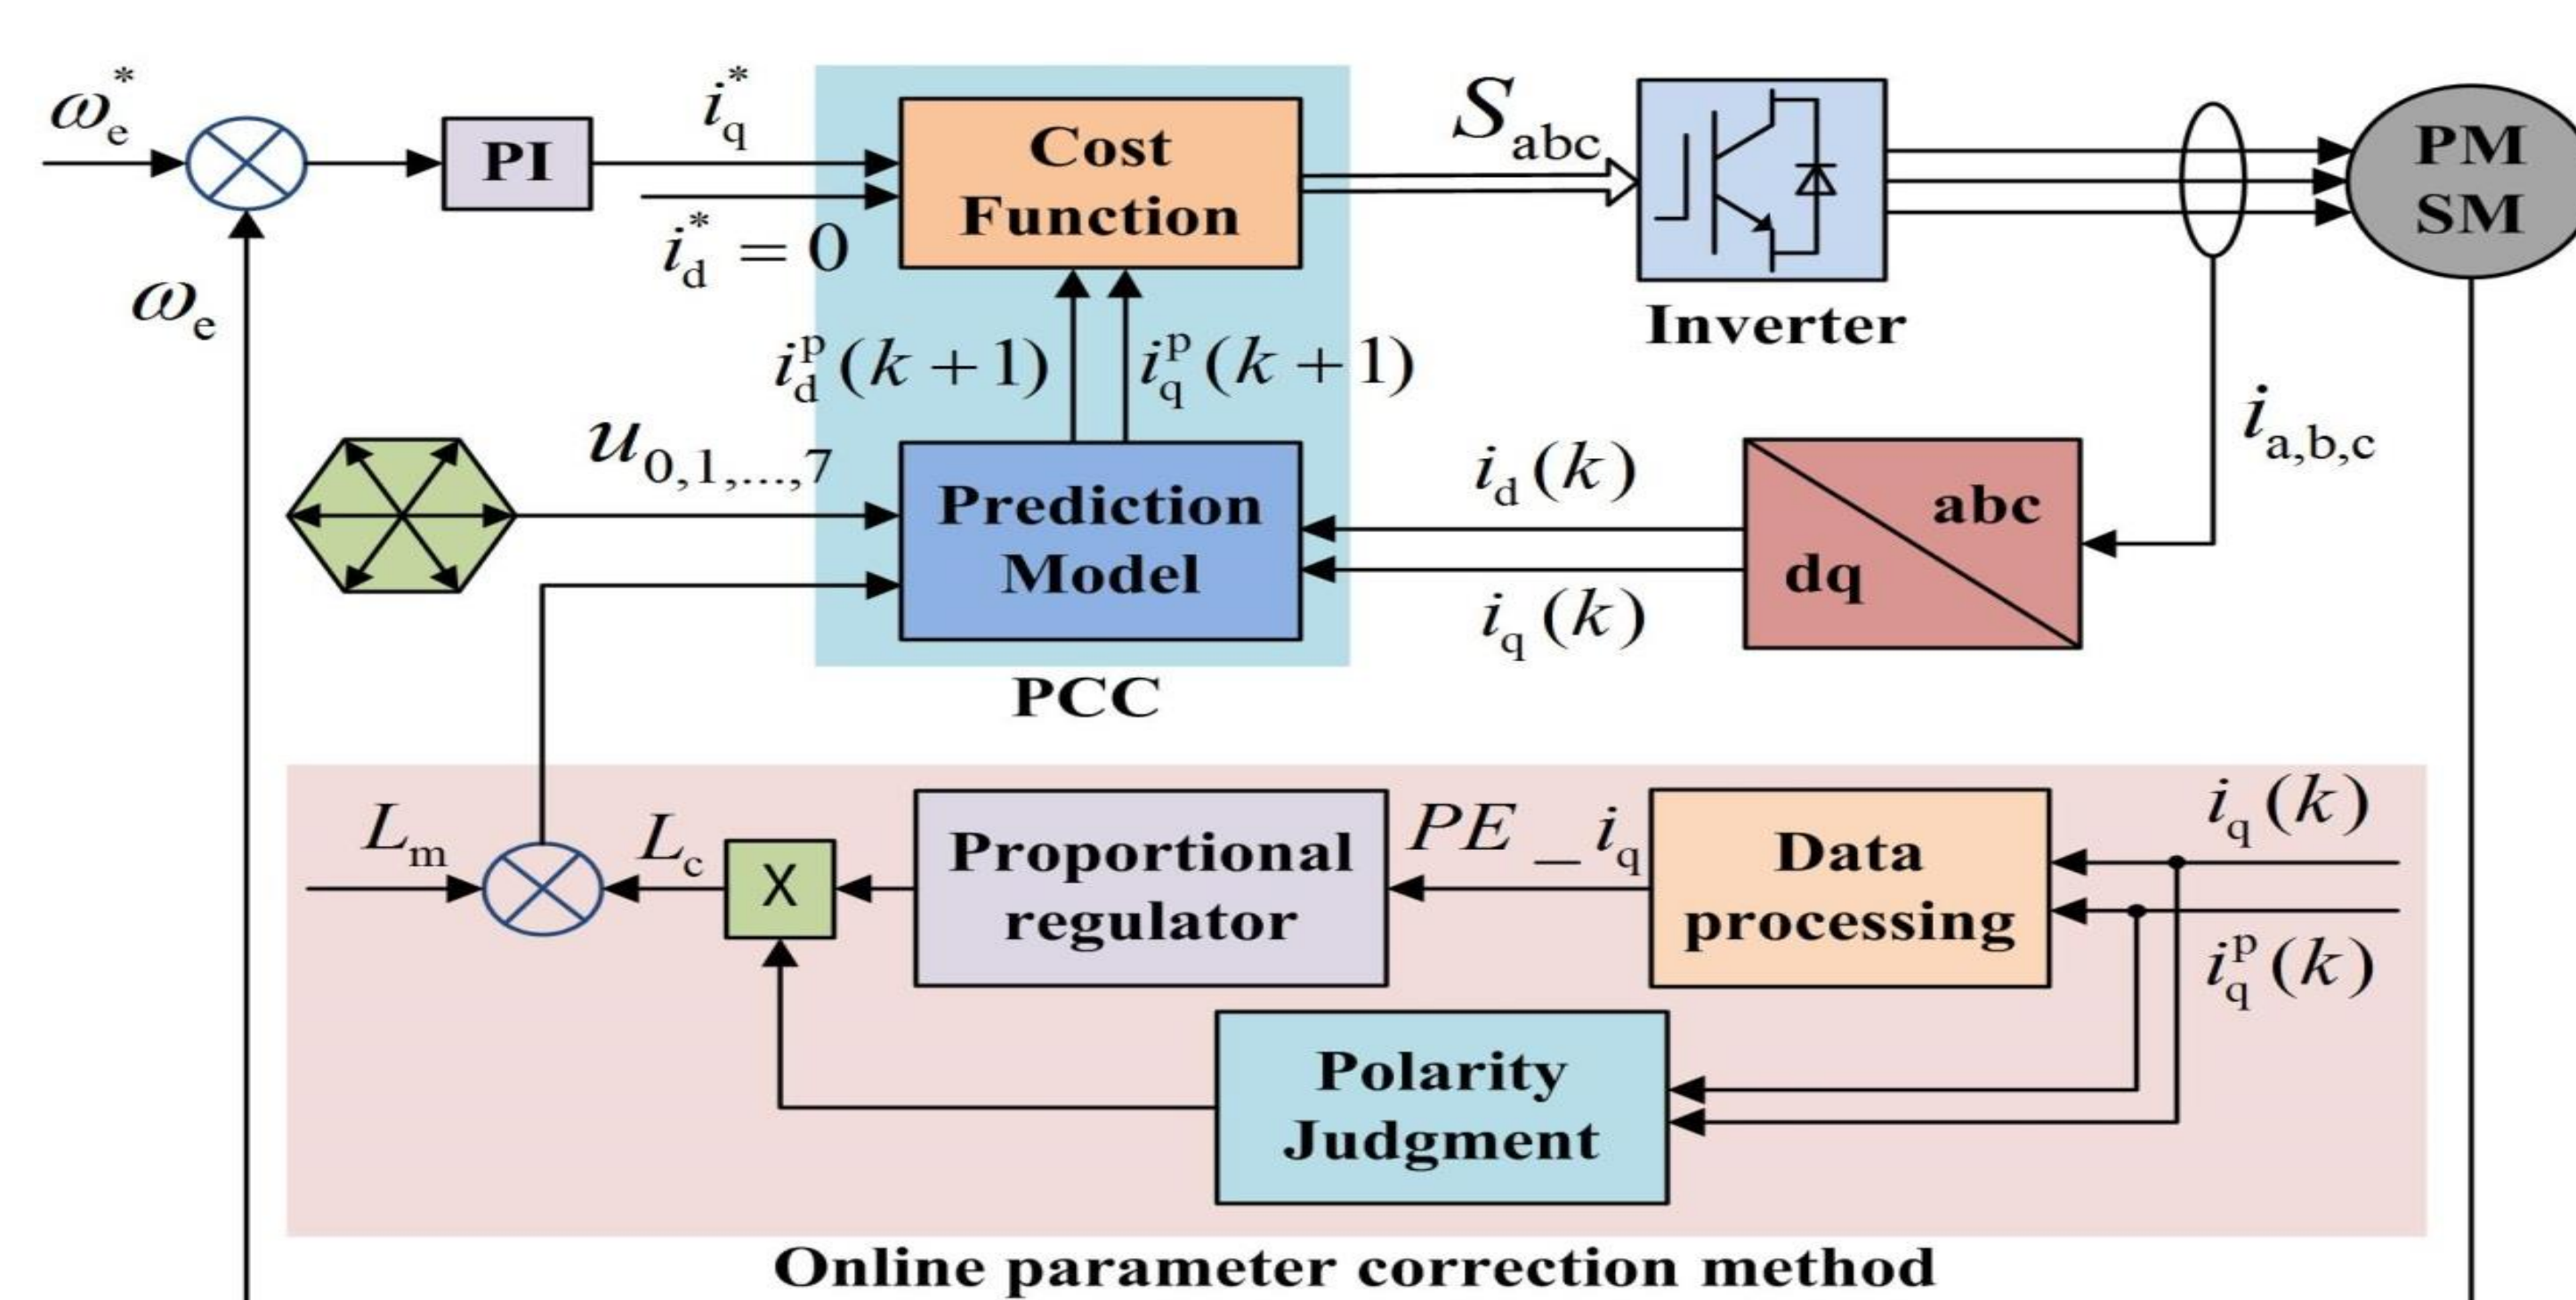 ω*e
PI
i*q
i*d = 0
ωe
Cost
Function
Sabc
Inverter
PM
SM
ipd (k + 1)
ipq (k + 1)
ia,b,c
u0,1,...,7
Prediction
Model
id (k)
iq (k)
abc
dq
PCC
Lm
Lc
X
Proportional
regulator
PE _ iq
Data
processing
iq (k)
ipq (k)
Polarity
Judgment
Online parameter correction method